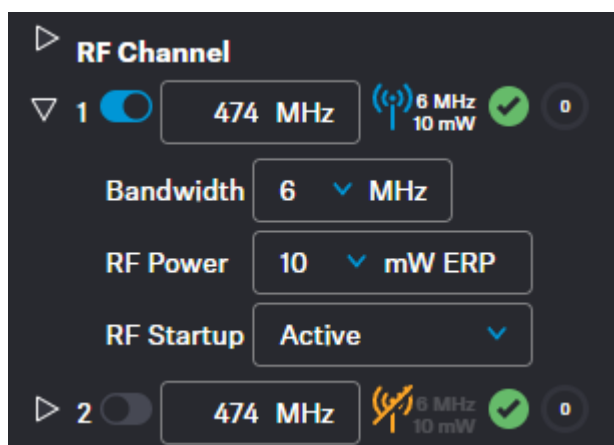 RF Channel
1 474 MHz 6 MHz 10 mW 0
Bandwidth 6 MHz
RF Power 10 mW ERP
RF Startup Active
2 474 MHz 6 MHz 10 mW 0